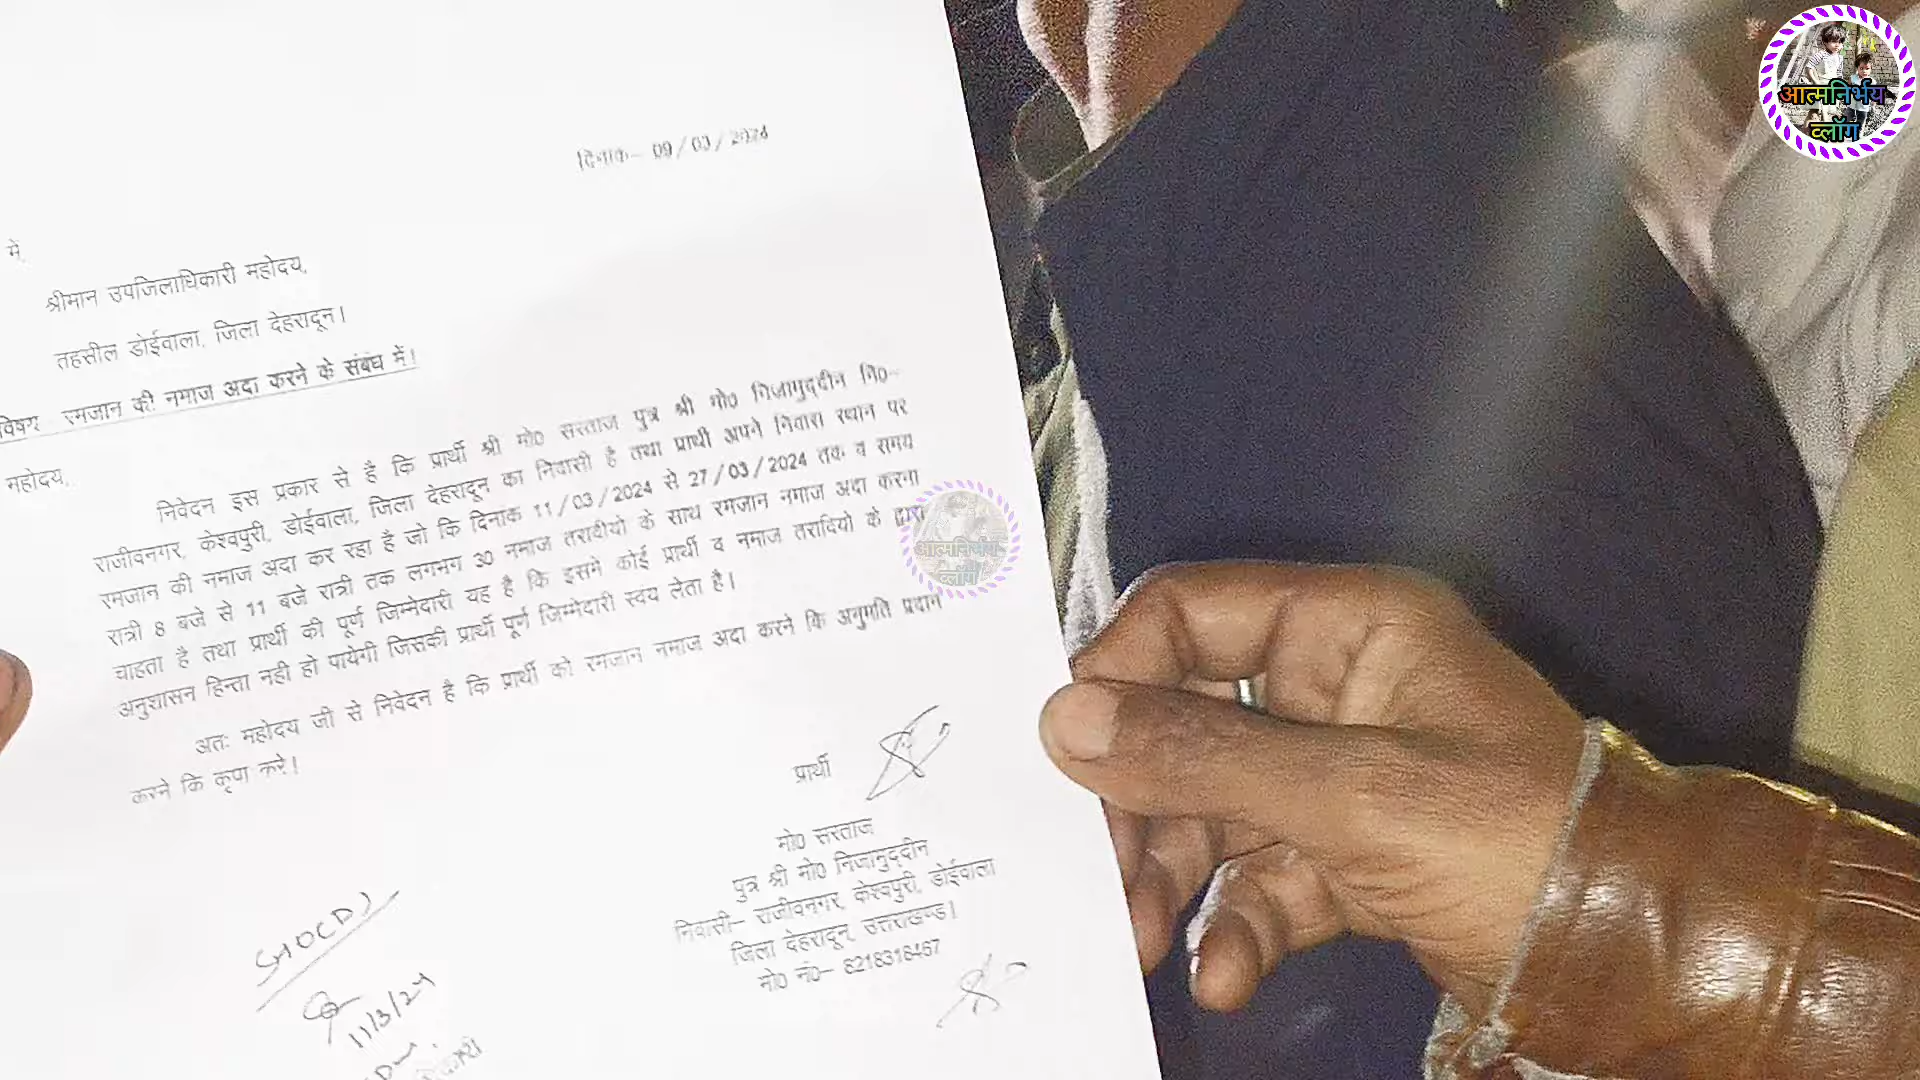 दिनाक– 09/03/2024
में,
श्रीमान उपजिलाधिकारी महोदय,
तहसील डोईवाला, जिला देहरादून।
विषय रमजान की नमाज अदा करने के संबंध में।
महोदय,
निवेदन इस प्रकार से है कि प्रार्थी श्री मो0 सरताज पुत्र श्री मो0 निजामुद्दीन नि0–
राजीवनगर, केश्वपुरी, डोईवाला, जिला देहरादून का निवासी है तथा प्रार्थी अपने निवास स्थान पर
रमजान की नमाज अदा कर रहा है जो कि दिनाक 11/03/2024 से 27/03/2024 तक व समय
रात्री 8 बजे से 11 बजे रात्री तक लगभग 30 नमाज तरावीयो के साथ रमजान नमाज अदा करना
चाहता है तथा प्रार्थी की पूर्ण जिम्मेदारी यह है कि इसमे कोई प्रार्थी व नमाज तरावियो के द्वारा
अनुशासन हिन्ता नही हो पायेगी जिसकी प्रार्थी पूर्ण जिम्मेदारी स्वंय लेता है।
अतः महोदय जी से निवेदन है कि प्रार्थी को रमजान नमाज अदा करने कि अनुमति प्रदान
करने कि कृपा करे।
प्रार्थी
मो0 सरताज
पुत्र श्री मो0 निजामुद्दीन
निवासी– राजीवनगर, केश्वपुरी, डोईवाला
जिला देहरादून, उत्तराखण्ड।
मो0 नं0– 8218318467
SHO(D)
11/3/24
आत्मनिर्भय
व्लॉग
आत्मनिर्भय
व्लॉग